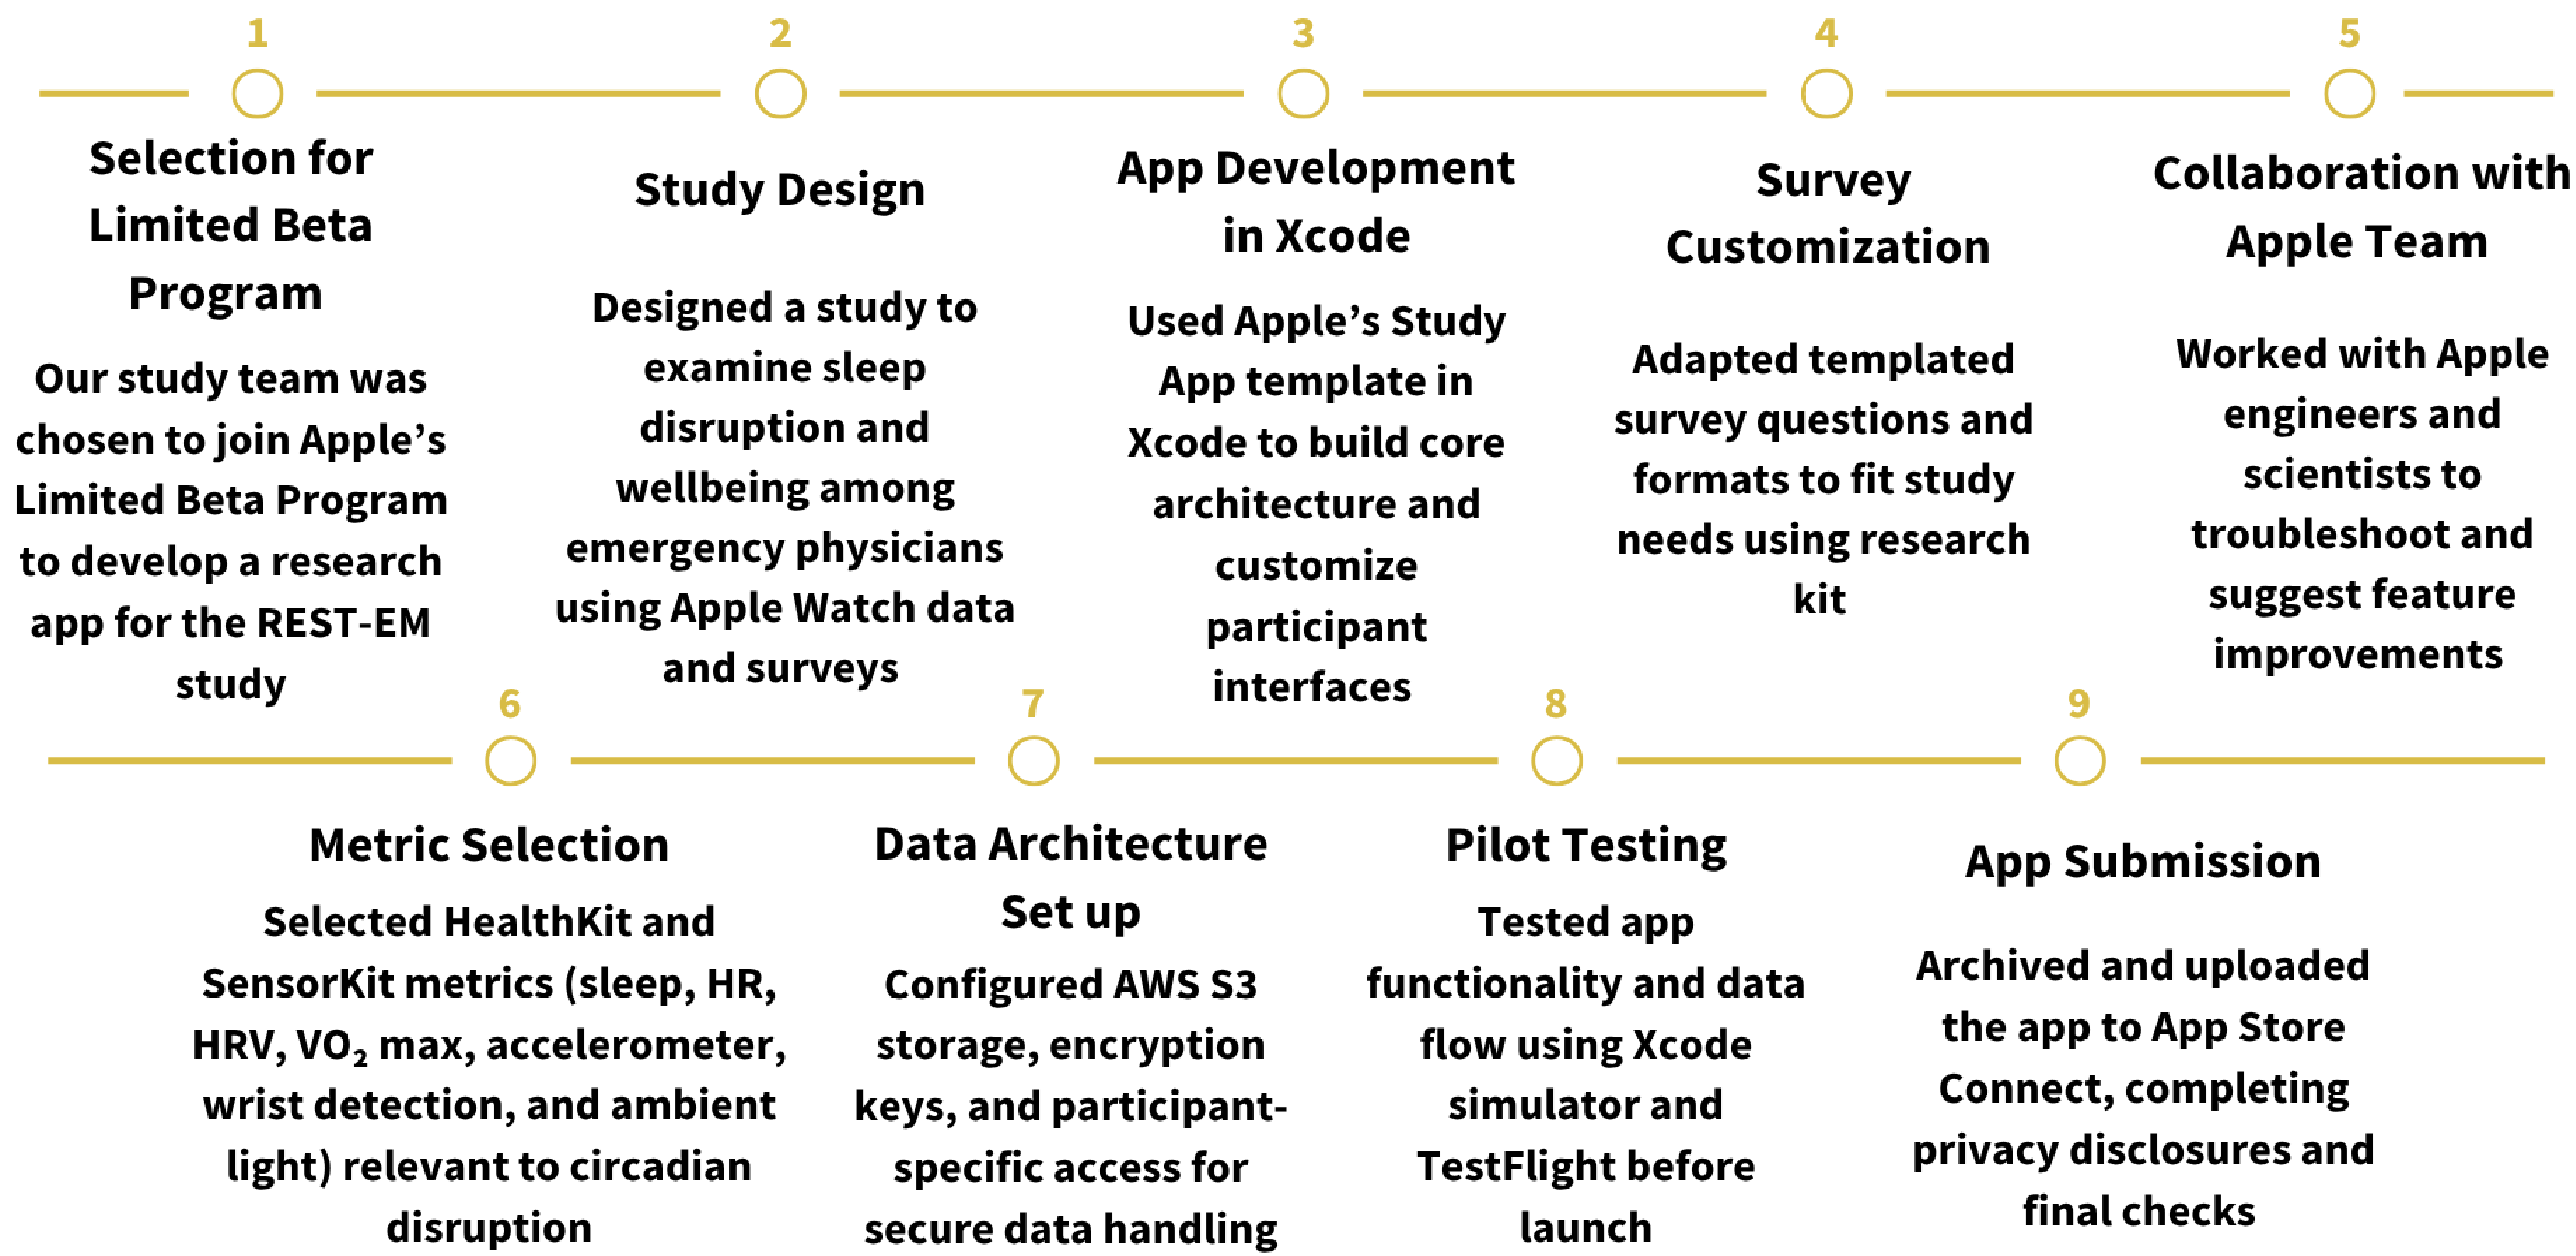 1
Selection for
Limited Beta
Program
Our study team was
chosen to join Apple’s
Limited Beta Program
to develop a research
app for the REST-EM
study
2
Study Design
Designed a study to
examine sleep
disruption and
wellbeing among
emergency physicians
using Apple Watch data
and surveys
3
App Development
in Xcode
Used Apple’s Study
App template in
Xcode to build core
architecture and
customize
participant
interfaces
4
Survey
Customization
Adapted templated
survey questions and
formats to fit study
needs using research
kit
5
Collaboration with
Apple Team
Worked with Apple
engineers and
scientists to
troubleshoot and
suggest feature
improvements
6
Metric Selection
Selected HealthKit and
SensorKit metrics (sleep, HR,
HRV, VO₂ max, accelerometer,
wrist detection, and ambient
light) relevant to circadian
disruption
7
Data Architecture
Set up
Configured AWS S3
storage, encryption
keys, and participant-
specific access for
secure data handling
8
Pilot Testing
Tested app
functionality and data
flow using Xcode
simulator and
TestFlight before
launch
9
App Submission
Archived and uploaded
the app to App Store
Connect, completing
privacy disclosures and
final checks